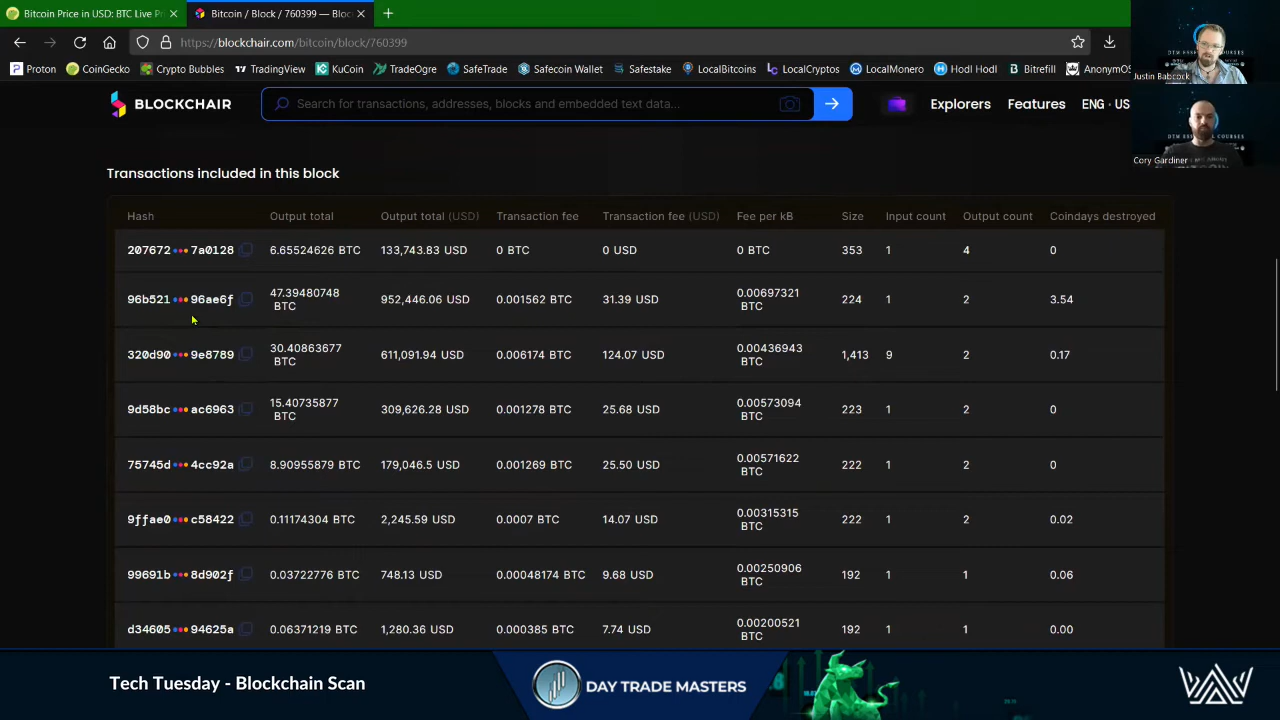 Bitcoin Price in USD: BTC Live Pri
Bitcoin / Block / 760399 — Bloc
https://blockchair.com/bitcoin/block/760399
Proton CoinGecko Crypto Bubbles TradingView KuCoin TradeOgre SafeTrade Safecoin Wallet Safestake LocalBitcoins LocalCryptos LocalMonero Hodl Hodl Bitrefill AnonymOS
Justin Babcock
BLOCKCHAIR
Search for transactions, addresses, blocks and embedded text data...
Explorers Features ENG · US
Cory Gardiner
Transactions included in this block
Hash Output total Output total (USD) Transaction fee Transaction fee (USD) Fee per kB Size Input count Output count Coindays destroyed
207672 7a0128 6.65524626 BTC 133,743.83 USD 0 BTC 0 USD 0 BTC 353 1 4 0
96b521 96ae6f 47.39480748 BTC 952,446.06 USD 0.001562 BTC 31.39 USD 0.00697321 BTC 224 1 2 3.54
320d90 9e8789 30.40863677 BTC 611,091.94 USD 0.006174 BTC 124.07 USD 0.00436943 BTC 1,413 9 2 0.17
9d58bc ac6963 15.40735877 BTC 309,626.28 USD 0.001278 BTC 25.68 USD 0.00573094 BTC 223 1 2 0
75745d 4cc92a 8.90955879 BTC 179,046.5 USD 0.001269 BTC 25.50 USD 0.00571622 BTC 222 1 2 0
9ffae0 c58422 0.11174304 BTC 2,245.59 USD 0.0007 BTC 14.07 USD 0.00315315 BTC 222 1 2 0.02
99691b 8d902f 0.03722776 BTC 748.13 USD 0.00048174 BTC 9.68 USD 0.00250906 BTC 192 1 1 0.06
d34605 94625a 0.06371219 BTC 1,280.36 USD 0.000385 BTC 7.74 USD 0.00200521 BTC 192 1 1 0.00
Tech Tuesday - Blockchain Scan
DAY TRADE MASTERS